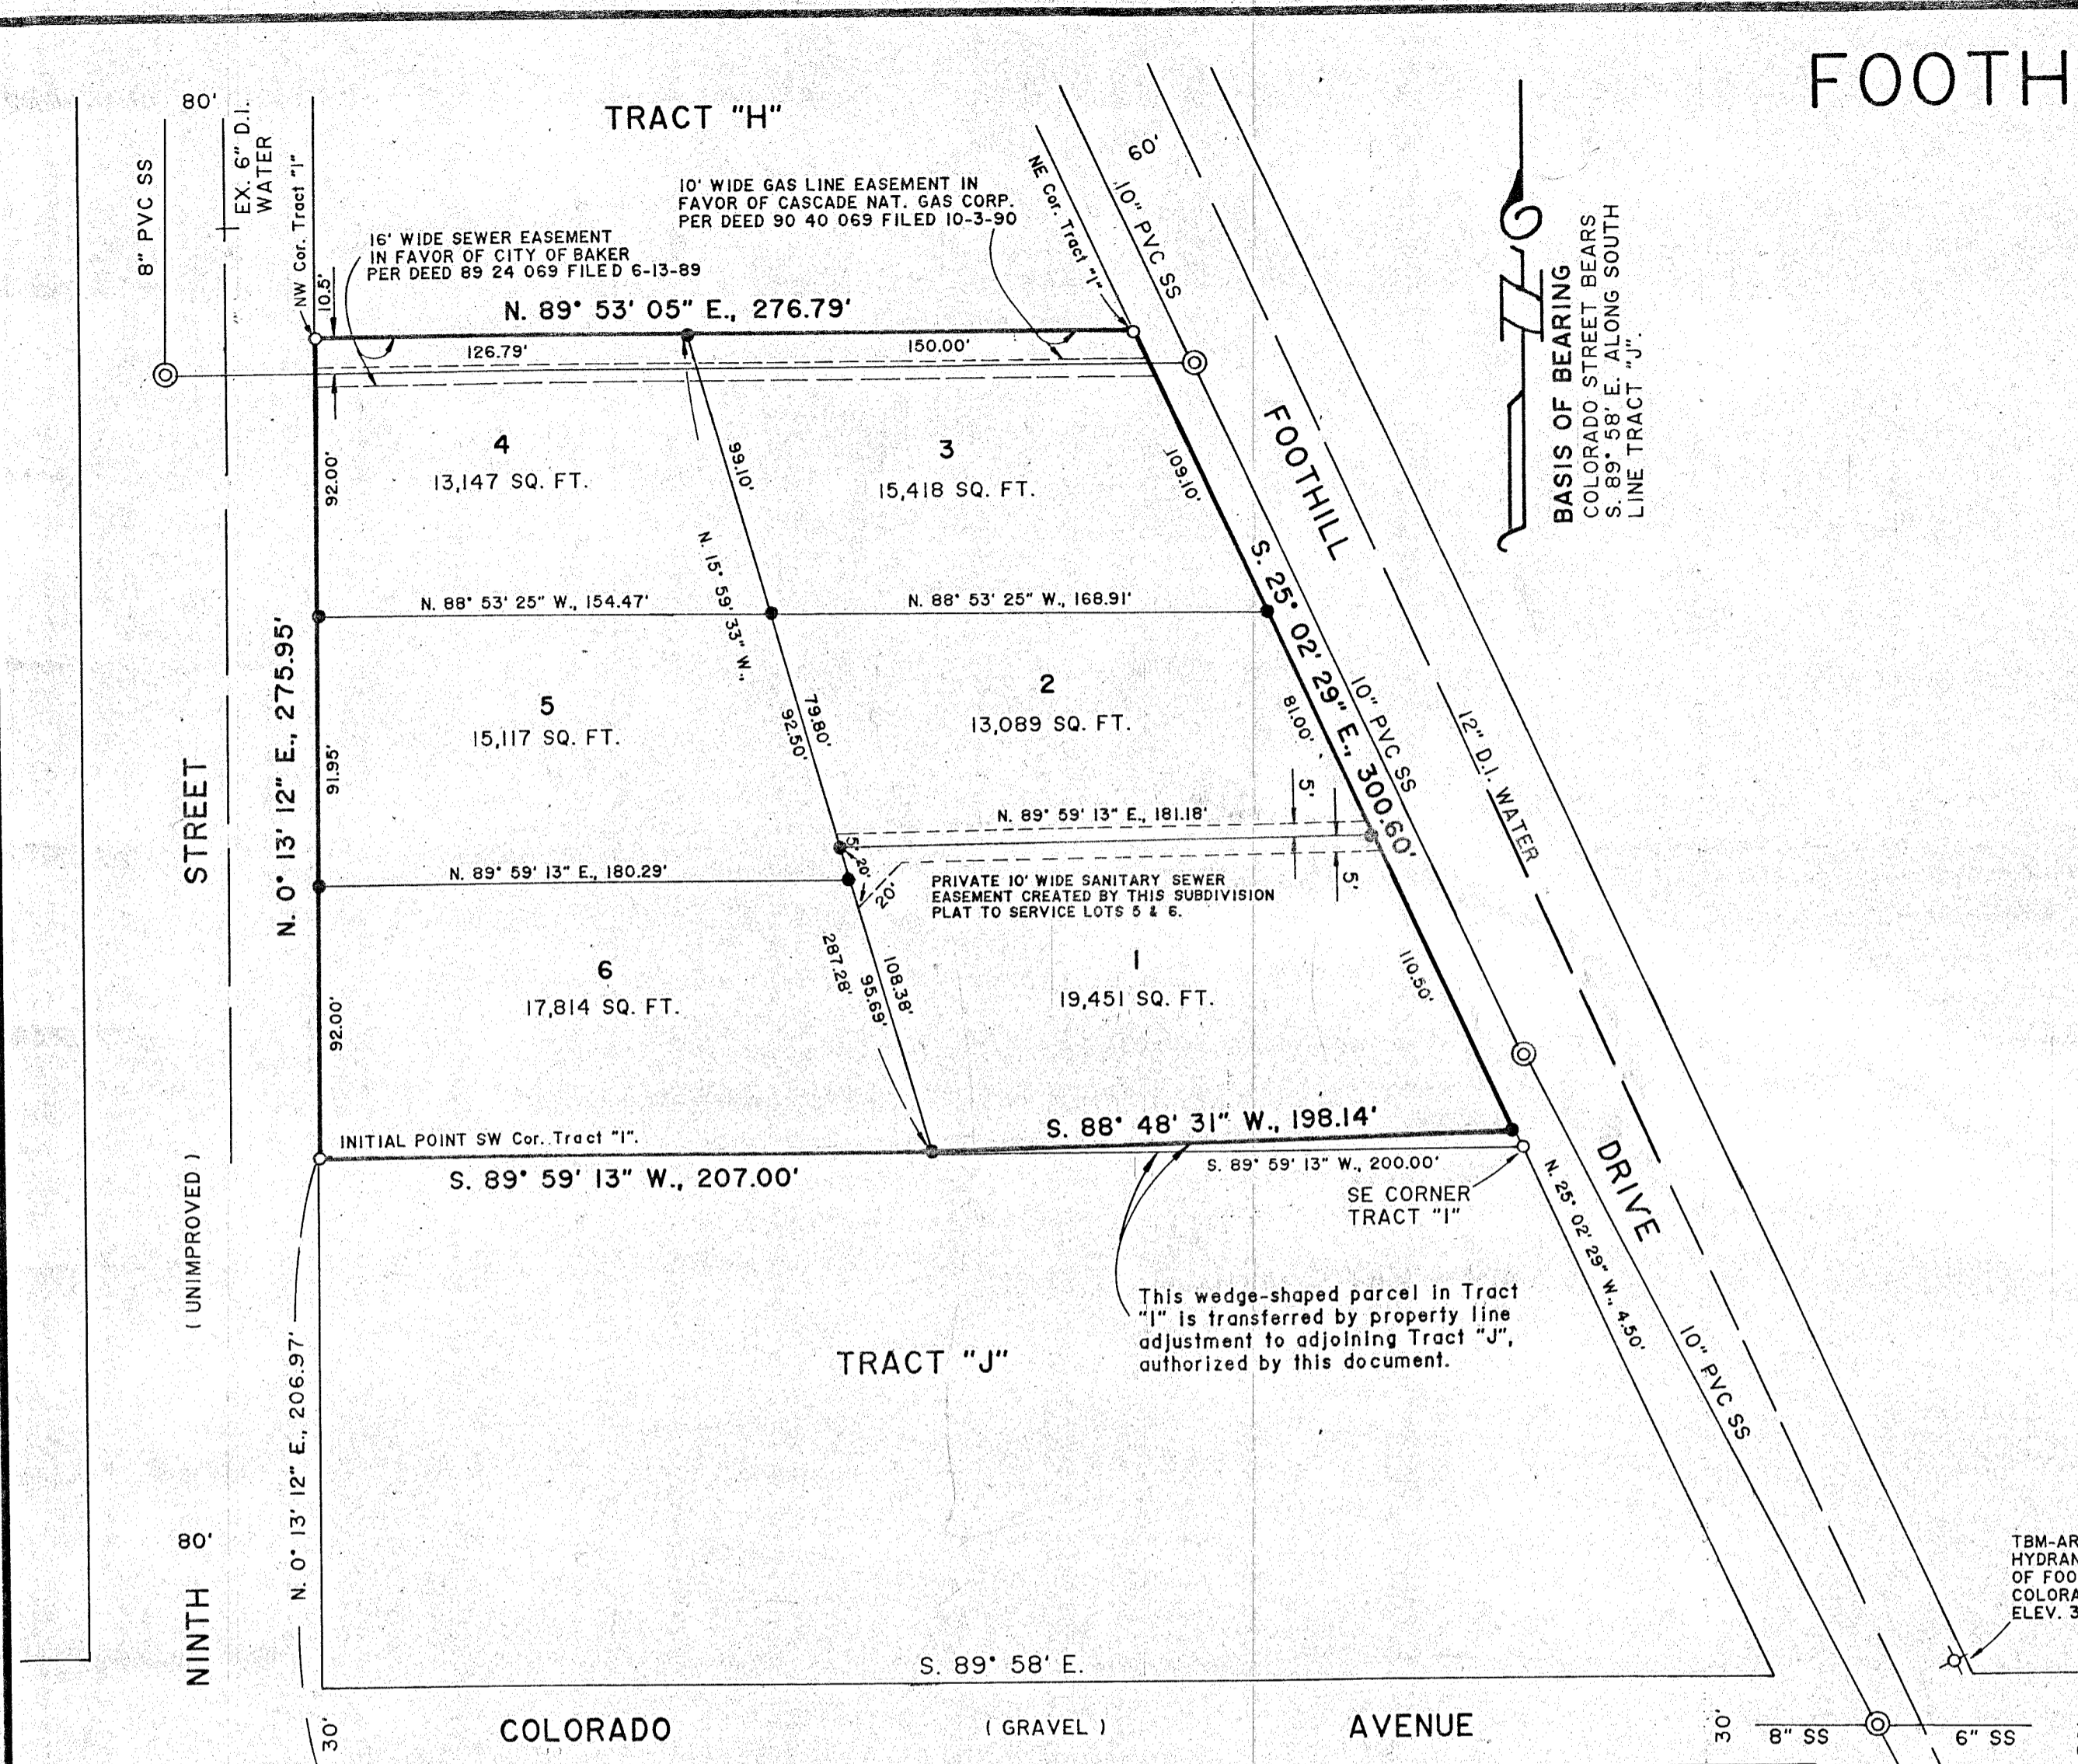 FOOTH
80'
8" PVC SS
EX. 6" D.I.
WATER
NW Cor. Tract "I"
10.5'
TRACT "H"
16' WIDE SEWER EASEMENT
IN FAVOR OF CITY OF BAKER
PER DEED 89 24 069 FILED 6-13-89
10' WIDE GAS LINE EASEMENT IN
FAVOR OF CASCADE NAT. GAS CORP.
PER DEED 90 40 069 FILED 10-3-90
NE Cor. Tract "I"
60'
10" PVC SS
N. 89° 53' 05" E., 276.79'
126.79'
150.00'
BASIS OF BEARING
COLORADO STREET BEARS
S. 89° 58' E. ALONG SOUTH
LINE TRACT "J".
4
13,147 SQ. FT.
92.00'
99.10'
3
15,418 SQ. FT.
109.10'
FOOTHILL
N. 88° 53' 25" W., 154.47'
N. 15° 59' 33" W.,
N. 88° 53' 25" W., 168.91'
S. 25° 02' 29" E., 300.60'
N. 0° 13' 12" E., 275.95'
5
15,117 SQ. FT.
91.95'
79.80'
92.50'
2
13,089 SQ. FT.
81.00'
10" PVC SS
12" D.I. WATER
STREET
5'
N. 89° 59' 13" E., 181.18'
N. 89° 59' 13" E., 180.29'
5'
20'
20'
5'
PRIVATE 10' WIDE SANITARY SEWER
EASEMENT CREATED BY THIS SUBDIVISION
PLAT TO SERVICE LOTS 5 & 6.
6
17,814 SQ. FT.
92.00'
287.28'
95.69'
108.38'
1
19,451 SQ. FT.
110.50'
INITIAL POINT SW Cor. Tract "I".
S. 89° 59' 13" W., 207.00'
S. 88° 48' 31" W., 198.14'
S. 89° 59' 13" W., 200.00'
SE CORNER
TRACT "I"
N. 25° 02' 29" W., 4.50'
DRIVE
( UNIMPROVED )
This wedge-shaped parcel in Tract
"I" is transferred by property line
adjustment to adjoining Tract "J",
authorized by this document.
TRACT "J"
10" PVC SS
N. 0° 13' 12" E., 206.97'
80'
NINTH
TBM-AR
HYDRAN
OF FOO
COLORA
ELEV. 3
S. 89° 58' E.
30'
COLORADO
( GRAVEL )
AVENUE
30'
8" SS
6" SS